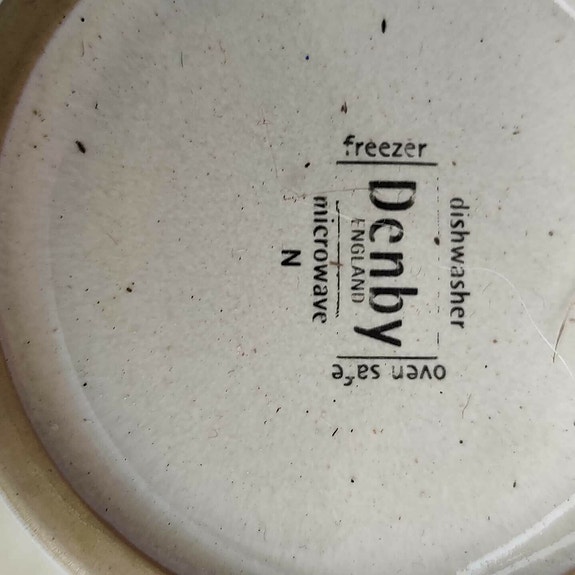 dishwasher
freezer
Denby
ENGLAND
oven safe
microwave
N